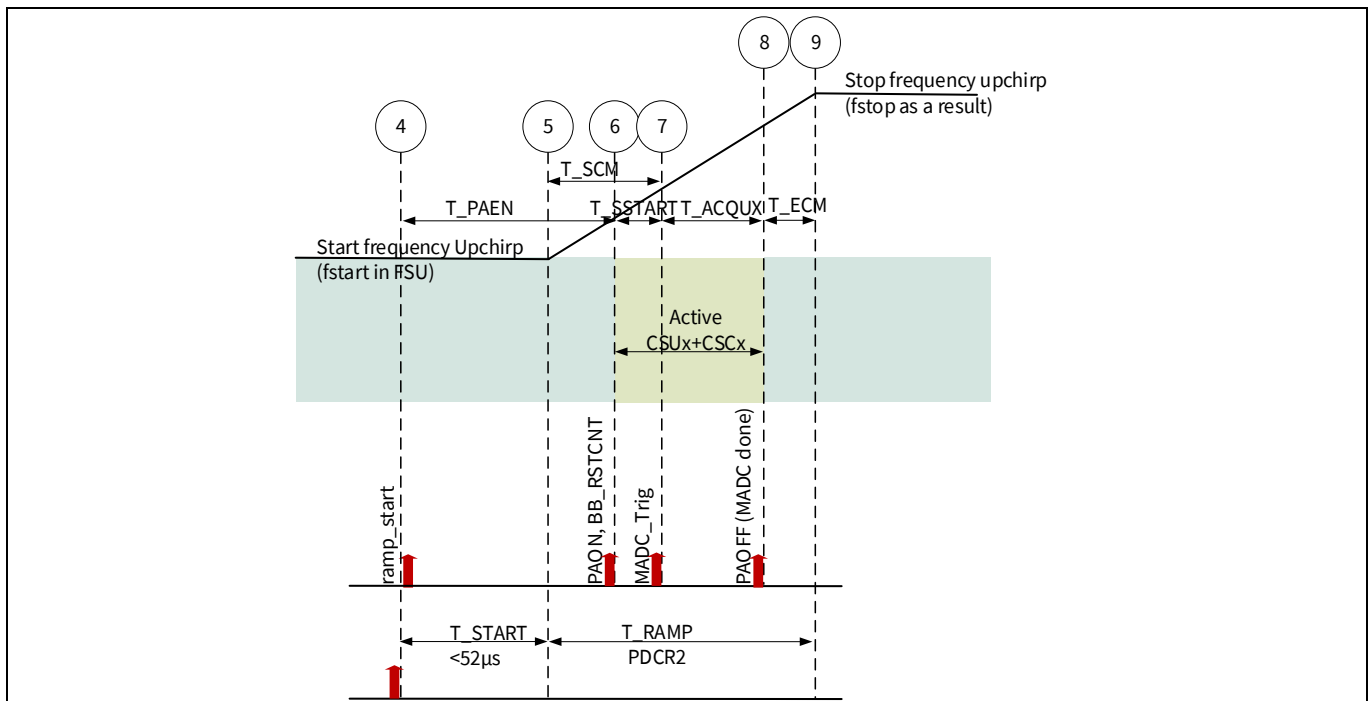 8
9
Stop frequency upchirp
(fstop as a result)
4
5
6
7
T_SCM
T_PAEN
T_SSTART
T_ACQUX
T_ECM
Start frequency Upchirp
(fstart in FSU)
Active
CSUx+CSCx
ramp_start
PAON, BB_RSTCNT
MADC_Trig
PAOFF (MADC done)
T_START
<52µs
T_RAMP
PDCR2